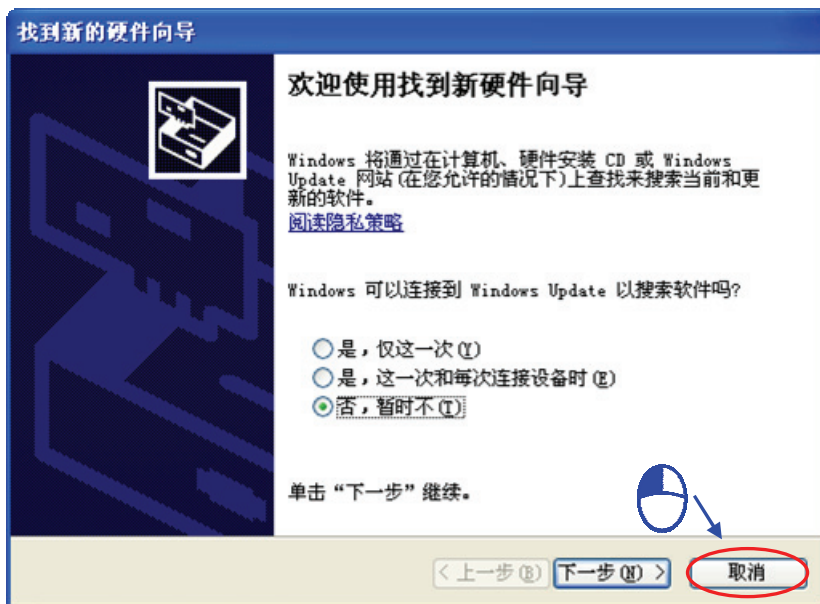 找到新的硬件向导
欢迎使用找到新硬件向导
Windows 将通过在计算机、硬件安装 CD 或 Windows
Update 网站(在您允许的情况下)上查找来搜索当前和更
新的软件。
阅读隐私策略
Windows 可以连接到 Windows Update 以搜索软件吗?
是，仅这一次(Y)
是，这一次和每次连接设备时(E)
否，暂时不(T)
单击“下一步”继续。
< 上一步(B) 下一步(N) > 取消